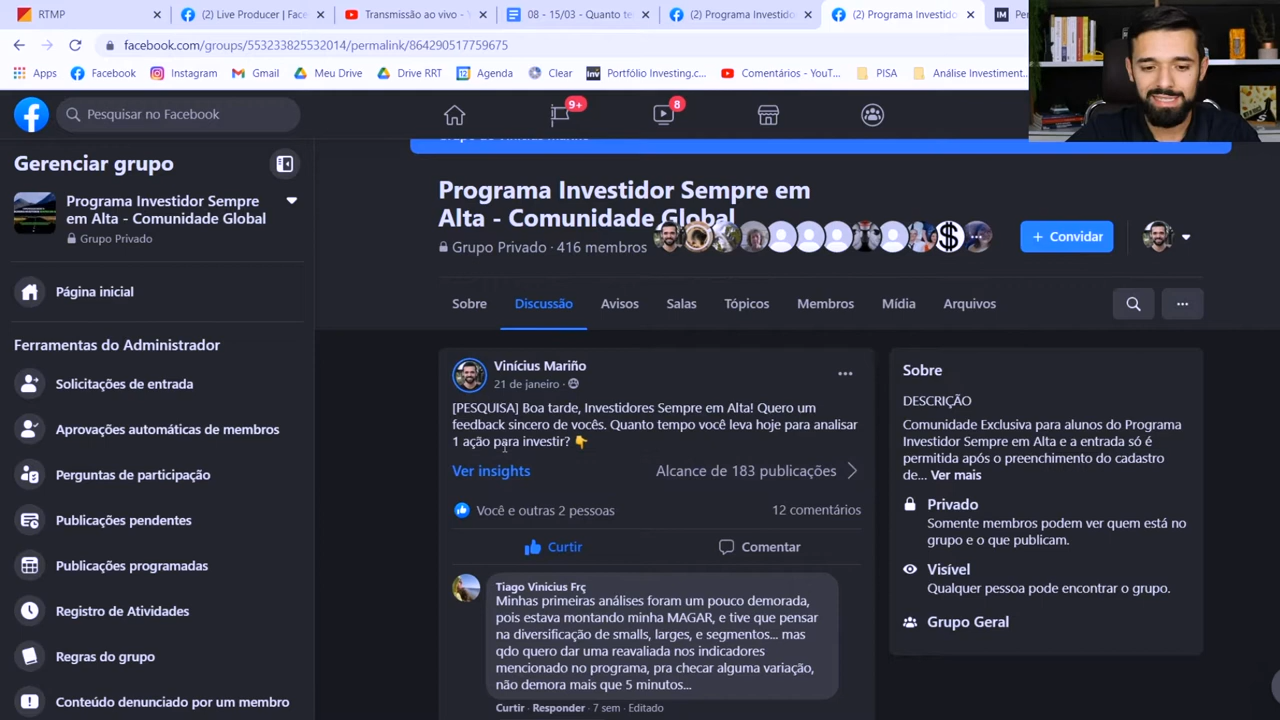 RTMP
(2) Live Producer | Face
Transmissão ao vivo - Y
08 - 15/03 - Quanto te
(2) Programa Investido
(2) Programa Investido
Pe
facebook.com/groups/553233825532014/permalink/864290517759675
Apps
Facebook
Instagram
Gmail
Meu Drive
Drive RRT
Agenda
Clear
Portfólio Investing.c...
Comentários - YouT...
PISA
Análise Investiment...
Pesquisar no Facebook
9+
8
Gerenciar grupo
Programa Investidor Sempre
em Alta - Comunidade Global
Grupo Privado
Página inicial
Ferramentas do Administrador
Solicitações de entrada
Aprovações automáticas de membros
Perguntas de participação
Publicações pendentes
Publicações programadas
Registro de Atividades
Regras do grupo
Conteúdo denunciado por um membro
Programa Investidor Sempre em
Alta - Comunidade Global
Grupo Privado · 416 membros
+ Convidar
Sobre
Discussão
Avisos
Salas
Tópicos
Membros
Mídia
Arquivos
Vinícius Mariño
21 de janeiro ·
[PESQUISA] Boa tarde, Investidores Sempre em Alta! Quero um
feedback sincero de vocês. Quanto tempo você leva hoje para analisar
1 ação para investir? 👇
Ver insights
Alcance de 183 publicações
Você e outras 2 pessoas
12 comentários
Curtir
Comentar
Tiago Vinicius Frç
Minhas primeiras análises foram um pouco demorada,
pois estava montando minha MAGAR, e tive que pensar
na diversificação de smalls, larges, e segmentos... mas
qdo quero dar uma reavaliada nos indicadores
mencionado no programa, pra checar alguma variação,
não demora mais que 5 minutos...
Curtir · Responder · 7 sem · Editado
Sobre
DESCRIÇÃO
Comunidade Exclusiva para alunos do Programa
Investidor Sempre em Alta e a entrada só é
permitida após o preenchimento do cadastro
de... Ver mais
Privado
Somente membros podem ver quem está no
grupo e o que publicam.
Visível
Qualquer pessoa pode encontrar o grupo.
Grupo Geral